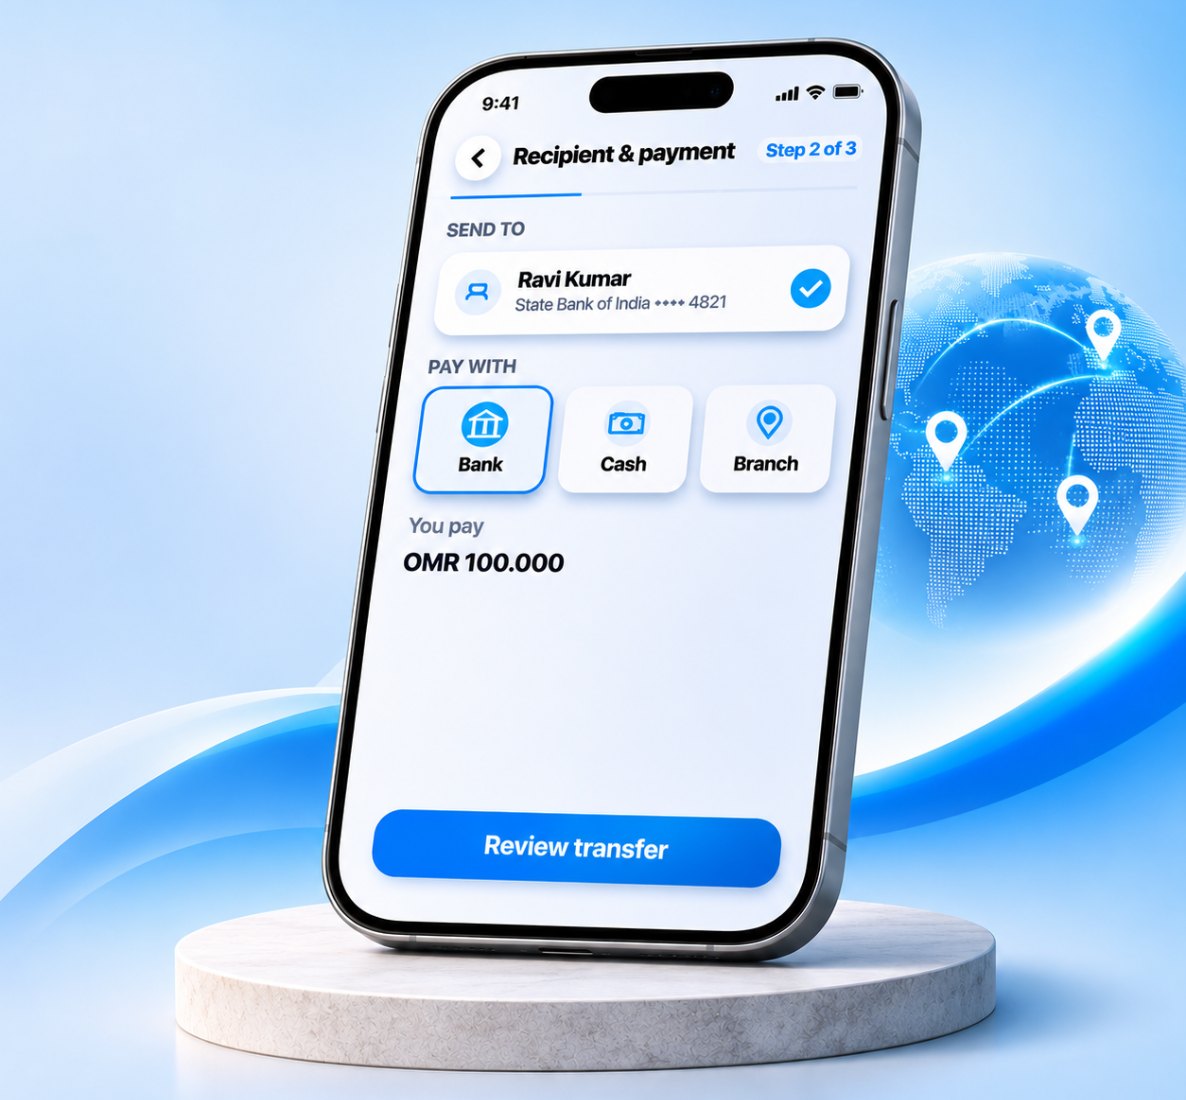 9:41
Recipient & payment
Step 2 of 3
SEND TO
Ravi Kumar
State Bank of India •••• 4821
PAY WITH
Bank
Cash
Branch
You pay
OMR 100.000
Review transfer